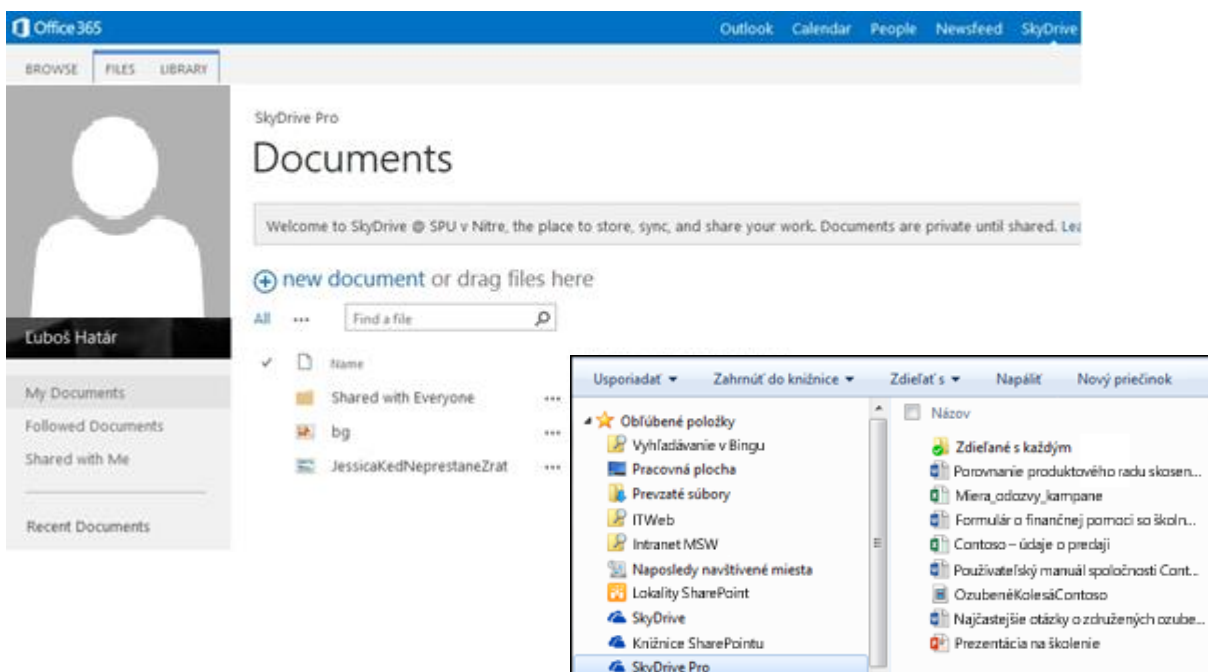 Office 365
Outlook Calendar People Newsfeed SkyDrive
BROWSE FILES LIBRARY
SkyDrive Pro
Documents
Welcome to SkyDrive @ SPU v Nitre, the place to store, sync, and share your work. Documents are private until shared. Lea
new document or drag files here
All ... Find a file
Name
Shared with Everyone ...
bg ...
JessicaKedNeprestaneZrat ...
Ľuboš Határ
My Documents
Followed Documents
Shared with Me
Recent Documents
Usporiadať Zahrnúť do knižnice Zdieľať s Napáliť Nový priečinok
Obľúbené položky
Vyhľadávanie v Bingu
Pracovná plocha
Prevzaté súbory
ITWeb
Intranet MSW
Naposledy navštívené miesta
Lokality SharePoint
SkyDrive
Knižnice SharePointu
SkyDrive Pro
Názov
Zdieľané s každým
Porovnanie produktového radu skosen...
Miera_odozvy_kampane
Formulár o finančnej pomoci so školn...
Contoso – údaje o predaji
Používateľský manuál spoločnosti Cont...
OzubenéKolesáContoso
Najčastejšie otázky o združených ozube...
Prezentácia na školenie